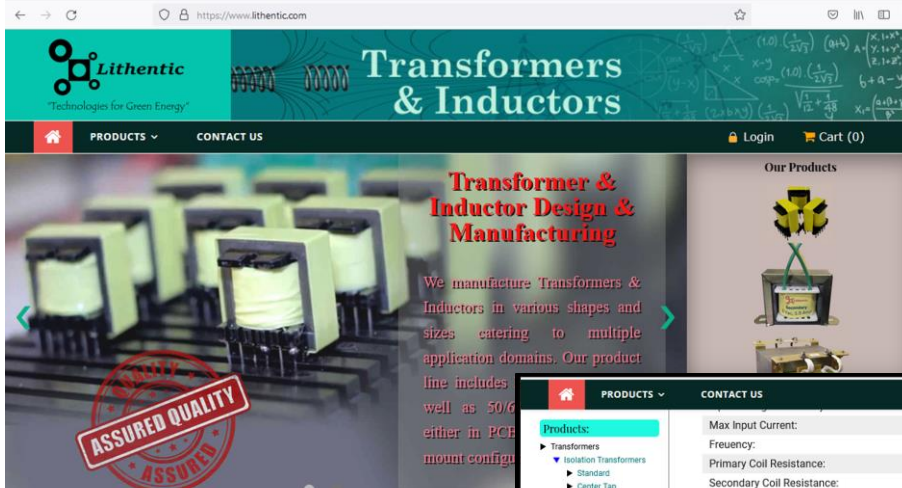 https://www.lithentic.com
Lithentic
"Technologies for Green Energy"
Transformers
& Inductors
PRODUCTS
CONTACT US
Login
Cart (0)
Transformer &
Inductor Design &
Manufacturing
We manufacture Transformers &
Inductors in various shapes and
sizes catering to multiple
application domains. Our product
line includes
well as 50/6
either in PCB
mount configu
QUALITY
ASSURED QUALITY
ASSURED
Our Products
PRODUCTS
CONTACT US
Products:
Transformers
Isolation Transformers
Standard
Center Tap
Max Input Current:
Freuency:
Primary Coil Resistance:
Secondary Coil Resistance: